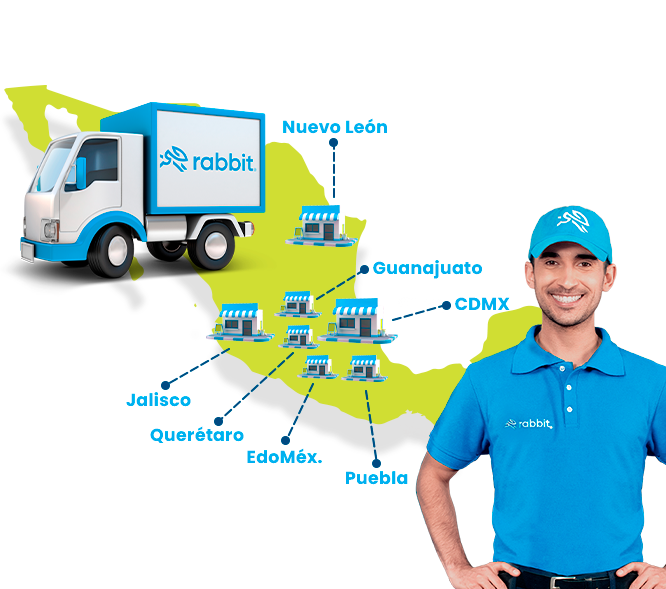 Nuevo León
rabbit.
Guanajuato
CDMX
Jalisco
rabbit.
Querétaro
EdoMéx.
Puebla